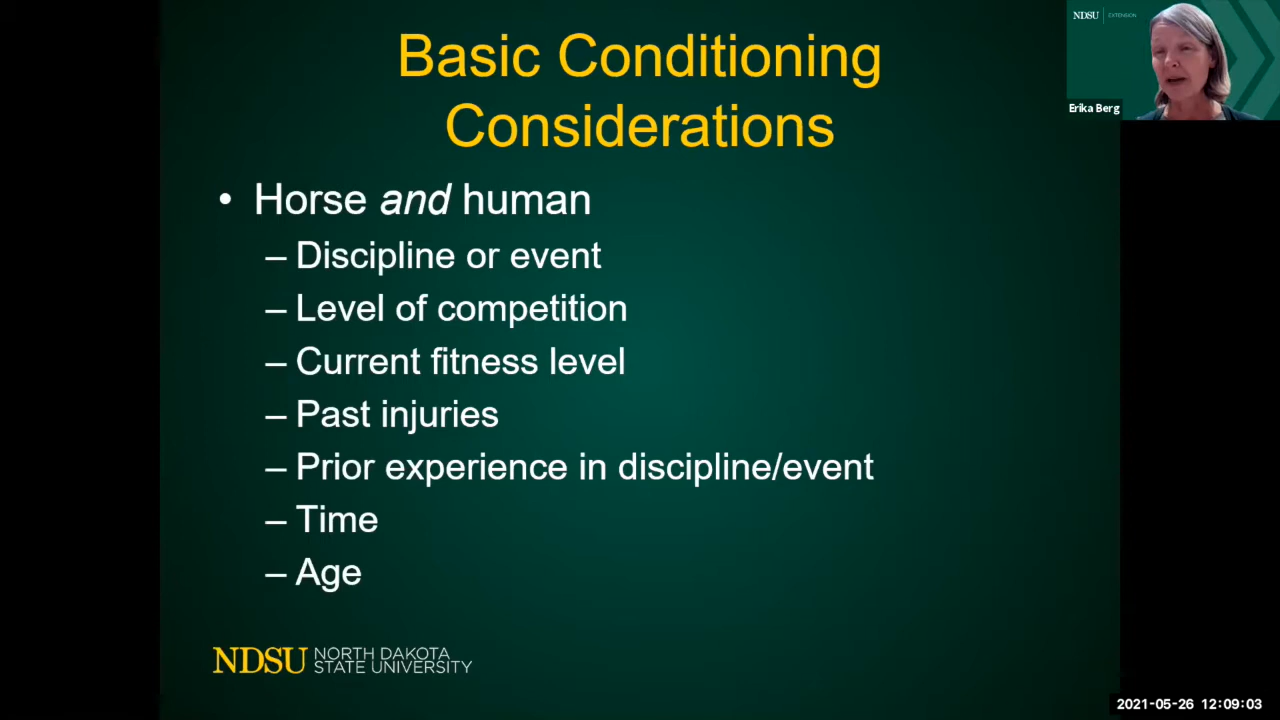 Basic Conditioning
Considerations
• Horse and human
– Discipline or event
– Level of competition
– Current fitness level
– Past injuries
– Prior experience in discipline/event
– Time
– Age
NDSU NORTH DAKOTA
STATE UNIVERSITY
NDSU EXTENSION
Erika Berg
2021-05-26 12:09:03